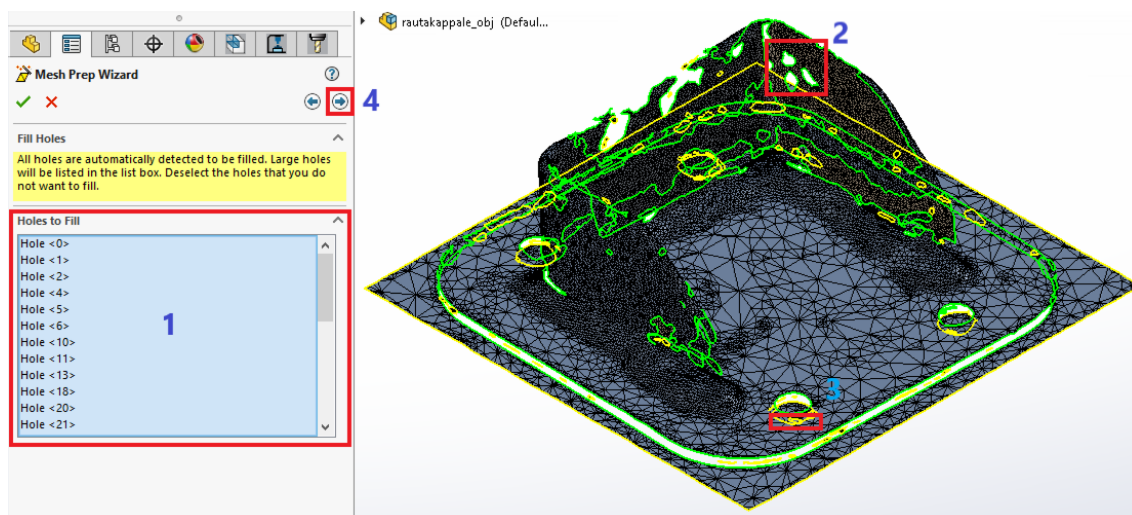 rautakappale_obj (Defaul...
2
Mesh Prep Wizard
4
Fill Holes
All holes are automatically detected to be filled. Large holes
will be listed in the list box. Deselect the holes that you do
not want to fill.
Holes to Fill
Hole <0>
Hole <1>
Hole <2>
Hole <4>
Hole <5>
Hole <6>
Hole <10>
Hole <11>
Hole <13>
Hole <18>
Hole <20>
Hole <21>
1
3